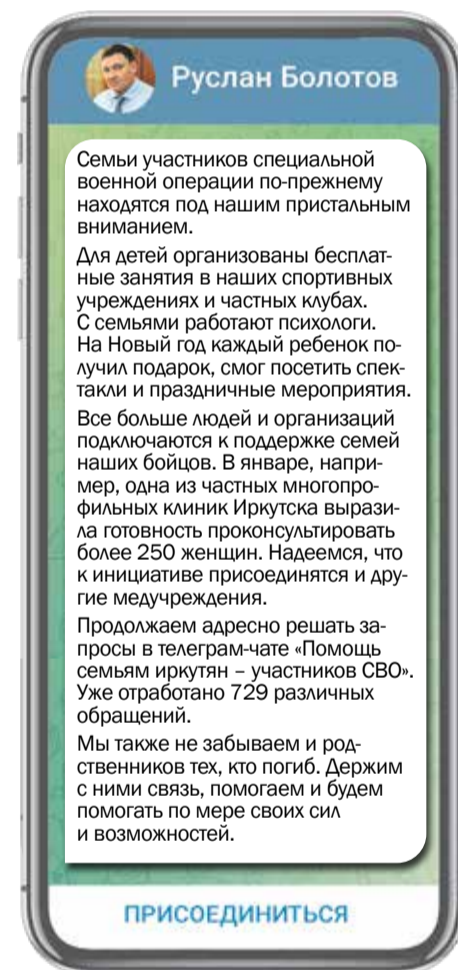 Руслан Болотов
Семьи участников специальной
военной операции по-прежнему
находятся под нашим пристальным
вниманием.
Для детей организованы бесплат-
ные занятия в наших спортивных
учреждениях и частных клубах.
С семьями работают психологи.
На Новый год каждый ребенок по-
лучил подарок, смог посетить спек-
такли и праздничные мероприятия.
Все больше людей и организаций
подключаются к поддержке семей
наших бойцов. В январе, напри-
мер, одна из частных многопро-
фильных клиник Иркутска вырази-
ла готовность проконсультировать
более 250 женщин. Надеемся, что
к инициативе присоединятся и дру-
гие медучреждения.
Продолжаем адресно решать за-
просы в телеграм-чате «Помощь
семьям иркутян – участников СВО».
Уже отработано 729 различных
обращений.
Мы также не забываем и род-
ственников тех, кто погиб. Держим
с ними связь, помогаем и будем
помогать по мере своих сил
и возможностей.
ПРИСОЕДИНИТЬСЯ